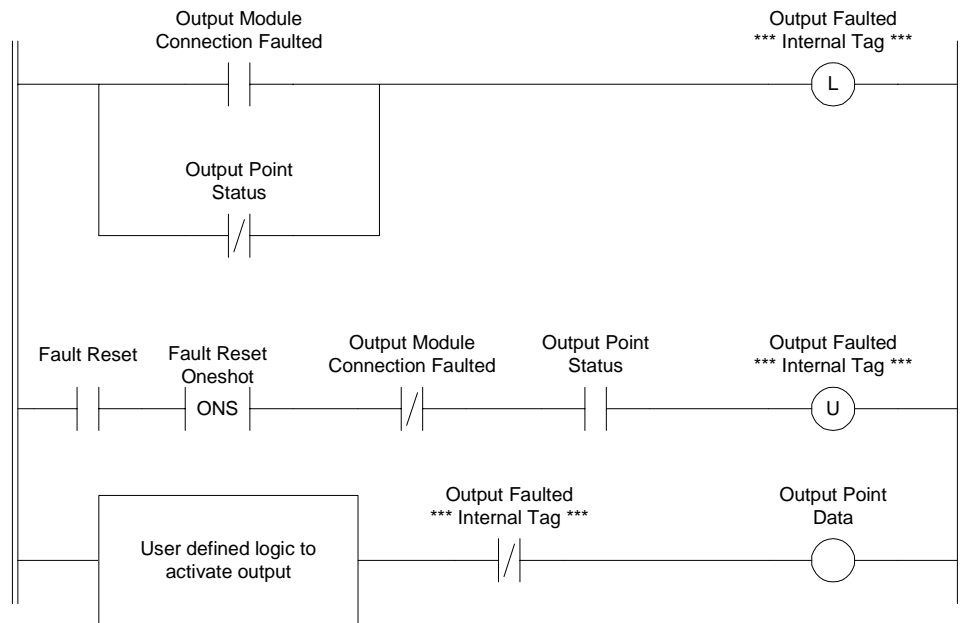 Output Module
Connection Faulted
Output Faulted
*** Internal Tag ***
L
Output Point
Status
Fault Reset
Fault Reset
Oneshot
ONS
Output Module
Connection Faulted
Output Point
Status
Output Faulted
*** Internal Tag ***
U
User defined logic to
activate output
Output Faulted
*** Internal Tag ***
Output Point
Data